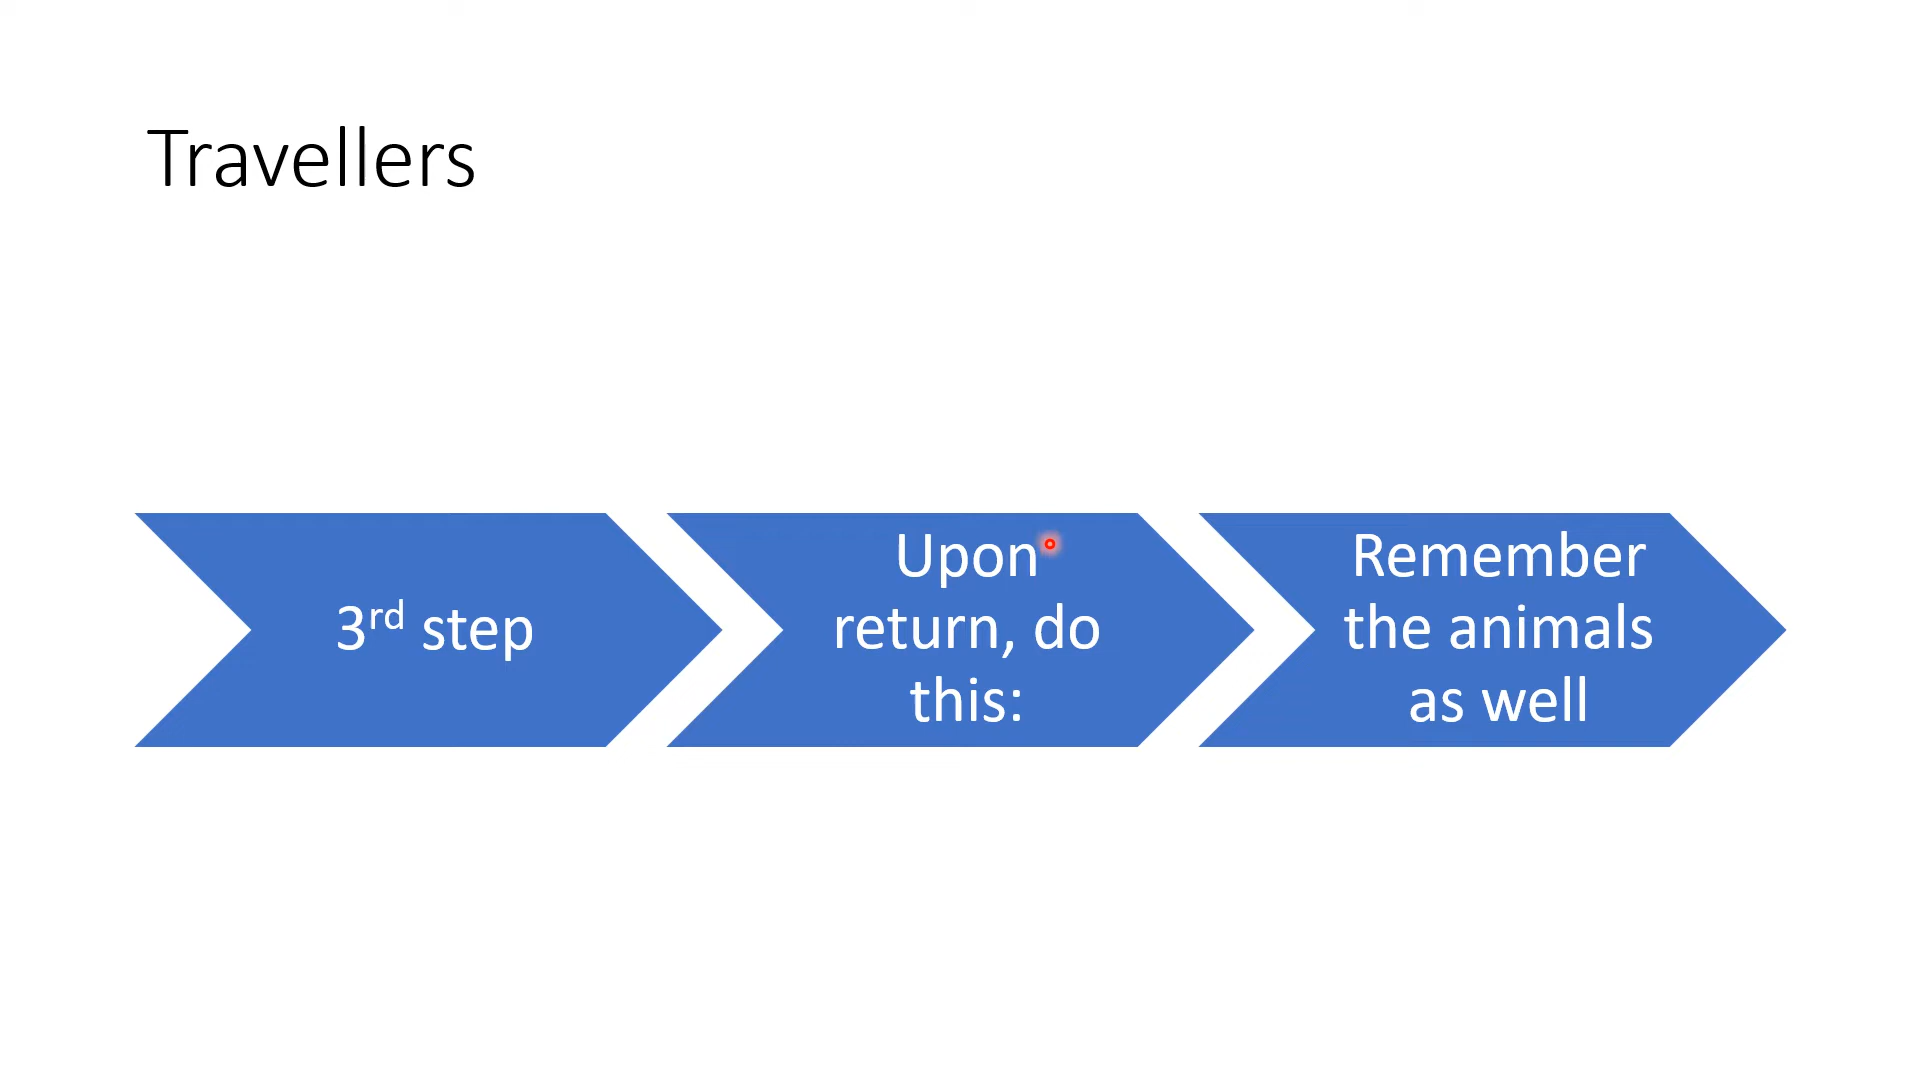 Travellers
3rd step
Upon
return, do
this:
Remember
the animals
as well